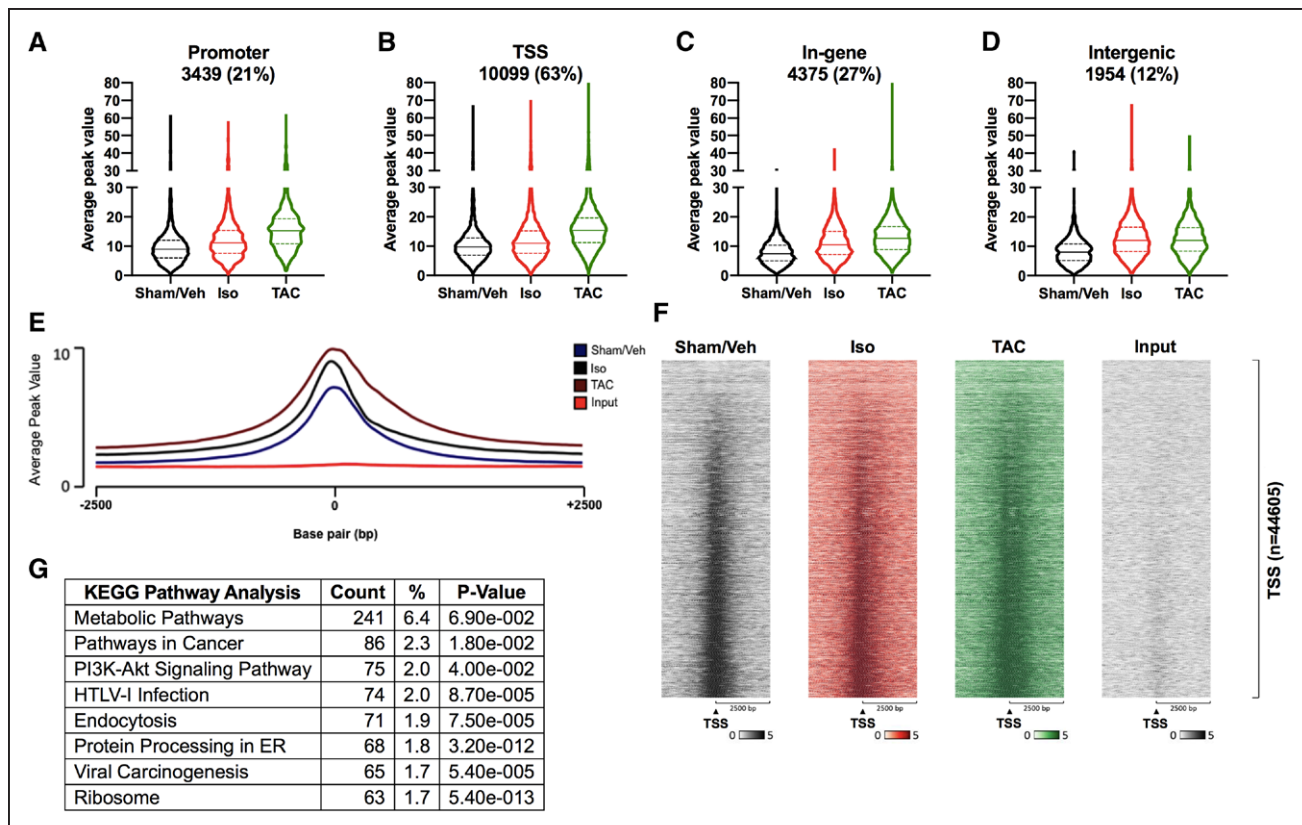 A
Promoter
3439 (21%)
Average peak value
80
70
60
50
40
30
30
20
10
0
Sham/Veh Iso TAC
B
TSS
10099 (63%)
Average peak value
80
70
60
50
40
30
30
20
10
0
Sham/Veh Iso TAC
C
In-gene
4375 (27%)
Average peak value
80
70
60
50
40
30
30
20
10
0
Sham/Veh Iso TAC
D
Intergenic
1954 (12%)
Average peak value
80
70
60
50
40
30
30
20
10
0
Sham/Veh Iso TAC
E
Average Peak Value
10
0
-2500 0 +2500
Base pair (bp)
Sham/Veh
Iso
TAC
Input
F
Sham/Veh Iso TAC Input
TSS (n=44605)
2500 bp 2500 bp 2500 bp 2500 bp
TSS TSS TSS TSS
0 5 0 5 0 5 0 5
G
KEGG Pathway Analysis Count % P-Value
Metabolic Pathways 241 6.4 6.90e-002
Pathways in Cancer 86 2.3 1.80e-002
PI3K-Akt Signaling Pathway 75 2.0 4.00e-002
HTLV-I Infection 74 2.0 8.70e-005
Endocytosis 71 1.9 7.50e-005
Protein Processing in ER 68 1.8 3.20e-012
Viral Carcinogenesis 65 1.7 5.40e-005
Ribosome 63 1.7 5.40e-013